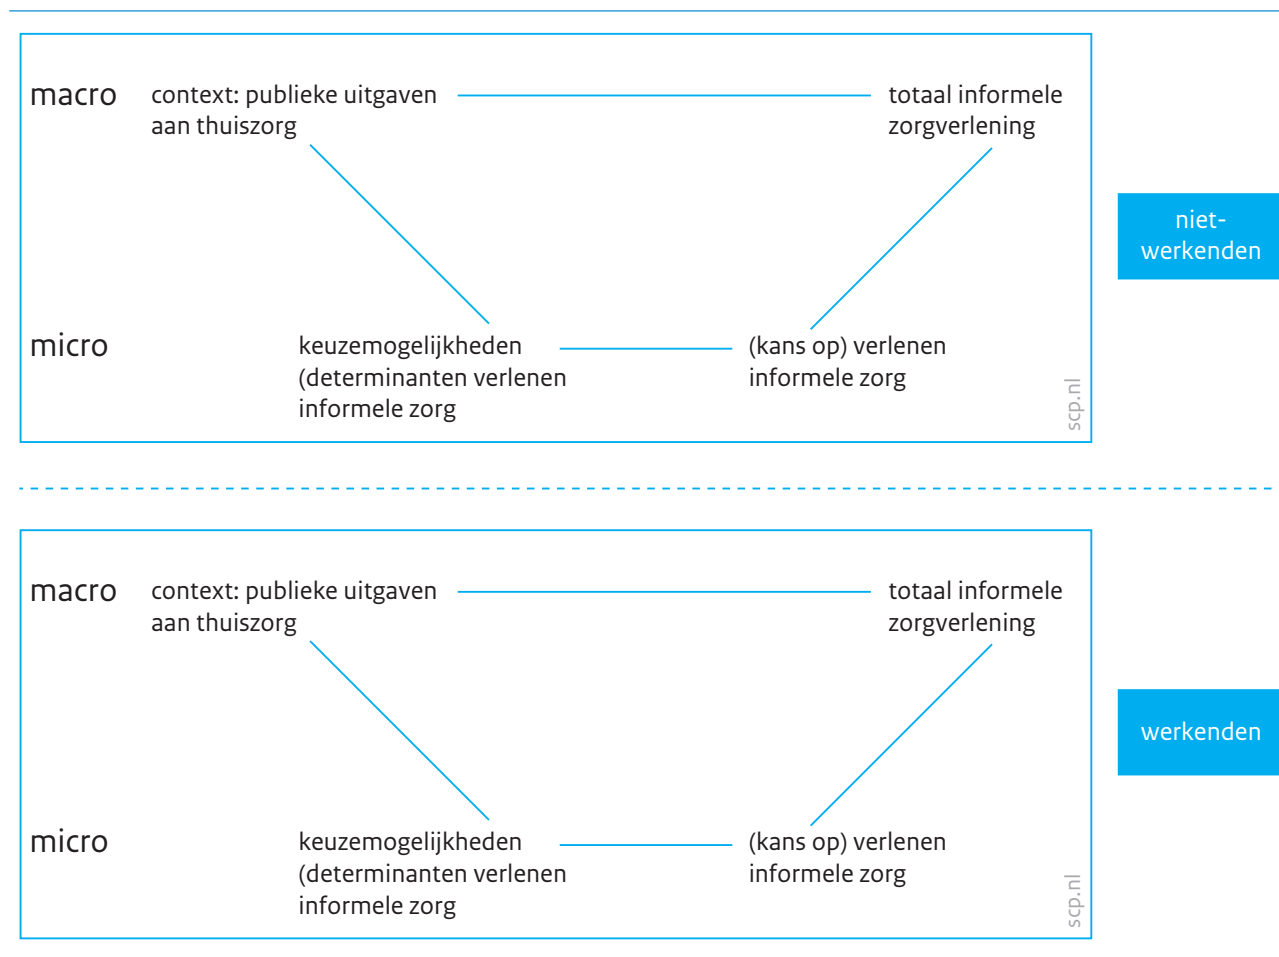 macro
context: publieke uitgaven
aan thuiszorg
totaal informele
zorgverlening
niet-
werkenden
micro
keuzemogelijkheden
(determinanten verlenen
informele zorg
(kans op) verlenen
informele zorg
scp.nl
macro
context: publieke uitgaven
aan thuiszorg
totaal informele
zorgverlening
werkenden
micro
keuzemogelijkheden
(determinanten verlenen
informele zorg
(kans op) verlenen
informele zorg
scp.nl